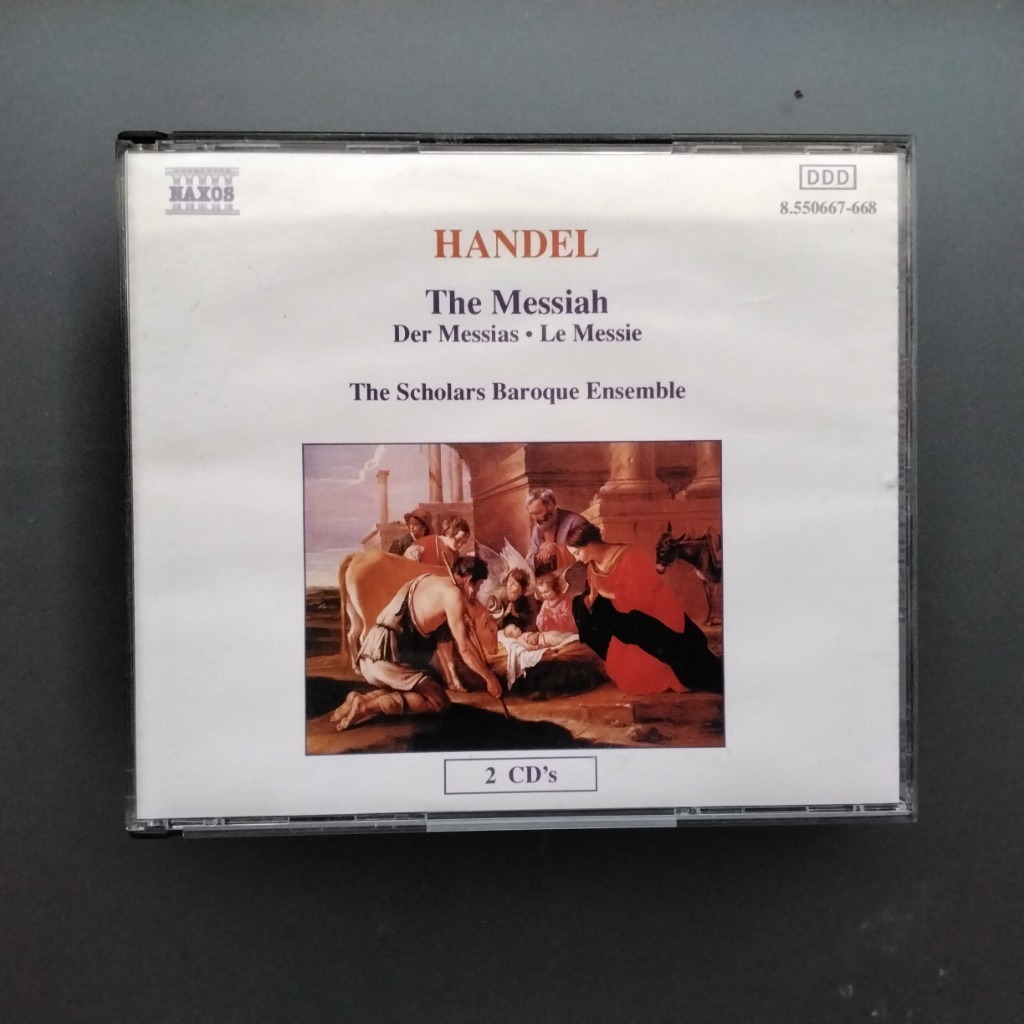 NAXOS
DDD
8.550667-668
HANDEL
The Messiah
Der Messias • Le Messie
The Scholars Baroque Ensemble
2 CD's